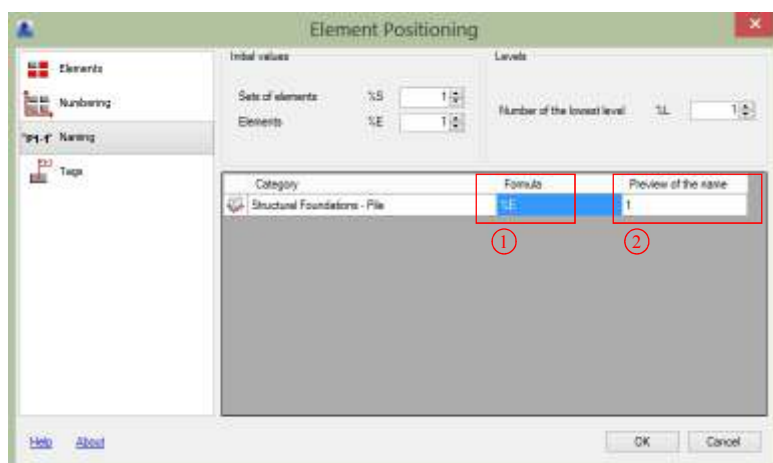 Element Positioning
Elements
Numbering
Naming
Tags
Initial values
Sets of elements %S 1
Elements %E 1
Levels
Number of the lowest level %L 1
Category Formula Preview of the name
Structural Foundations - Pile %E 1
1 2
Help About
OK Cancel